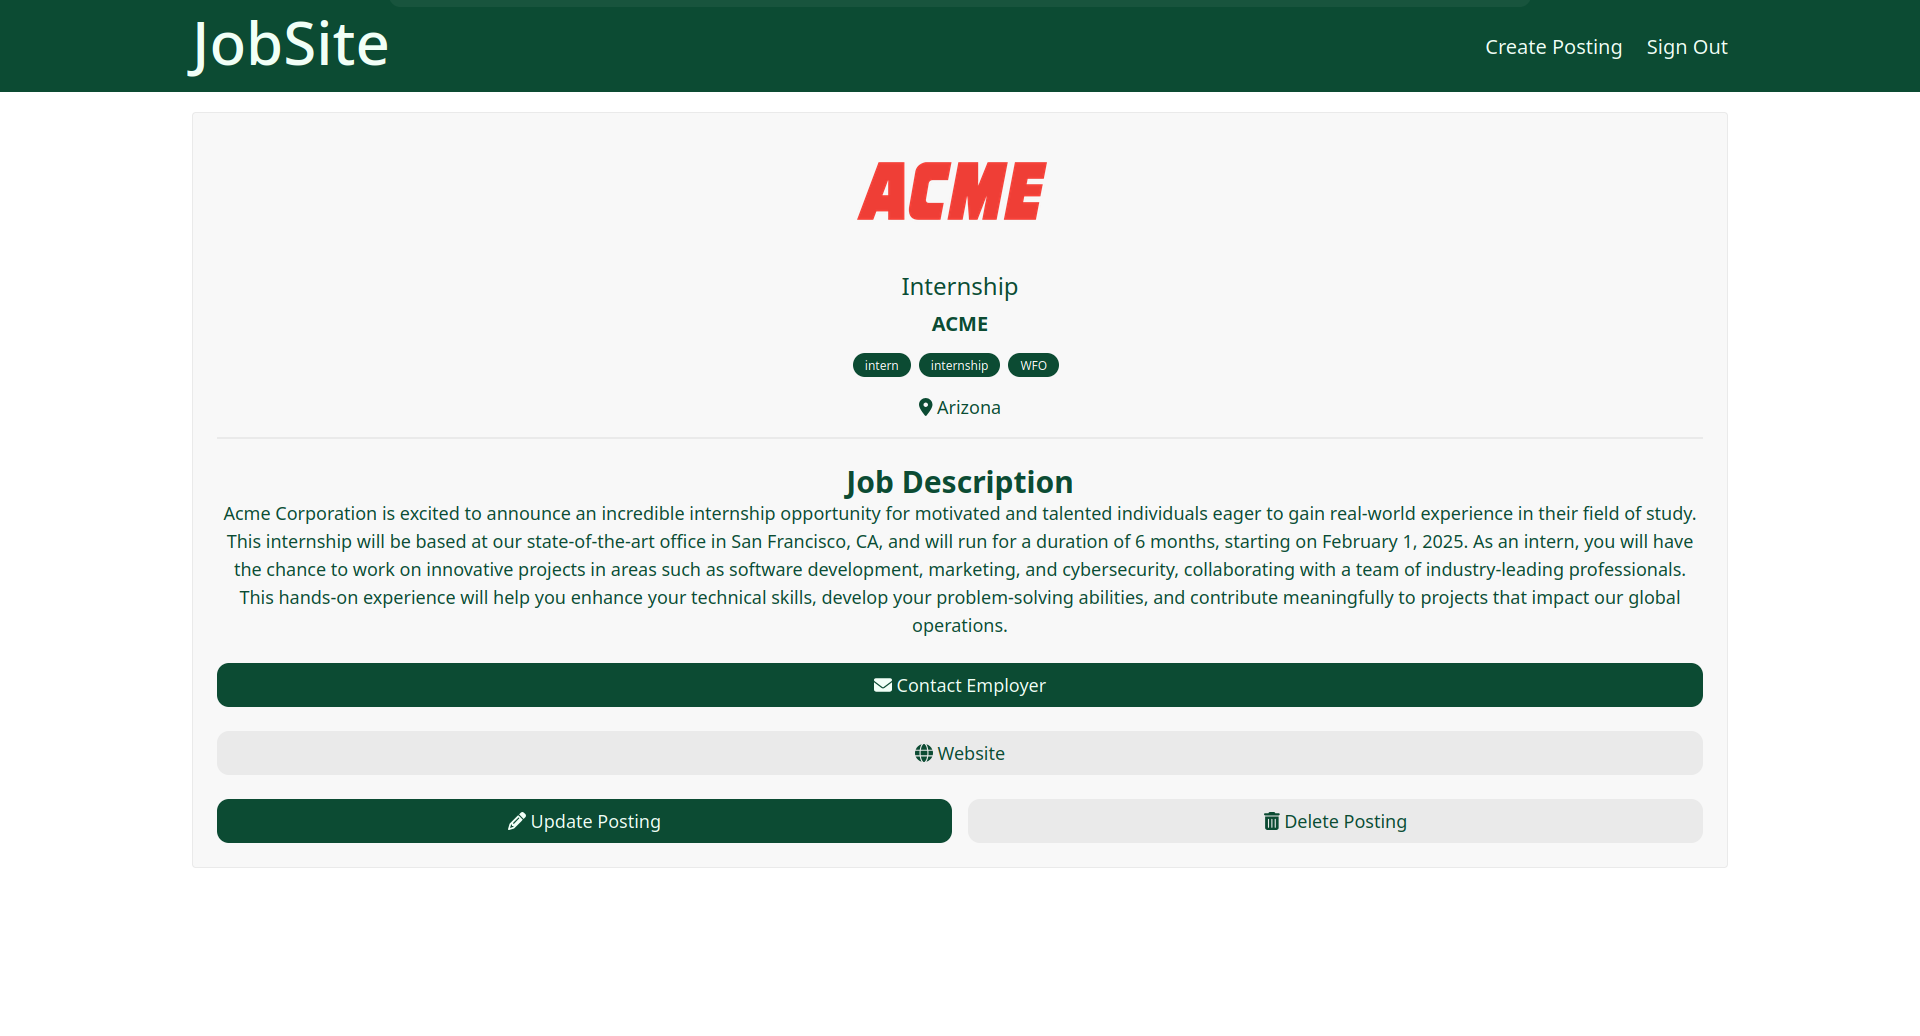 JobSite
Create Posting
Sign Out
ACME
Internship
ACME
intern
internship
WFO
Arizona
Job Description
Acme Corporation is excited to announce an incredible internship opportunity for motivated and talented individuals eager to gain real-world experience in their field of study.
This internship will be based at our state-of-the-art office in San Francisco, CA, and will run for a duration of 6 months, starting on February 1, 2025. As an intern, you will have
the chance to work on innovative projects in areas such as software development, marketing, and cybersecurity, collaborating with a team of industry-leading professionals.
This hands-on experience will help you enhance your technical skills, develop your problem-solving abilities, and contribute meaningfully to projects that impact our global
operations.
Contact Employer
Website
Update Posting
Delete Posting